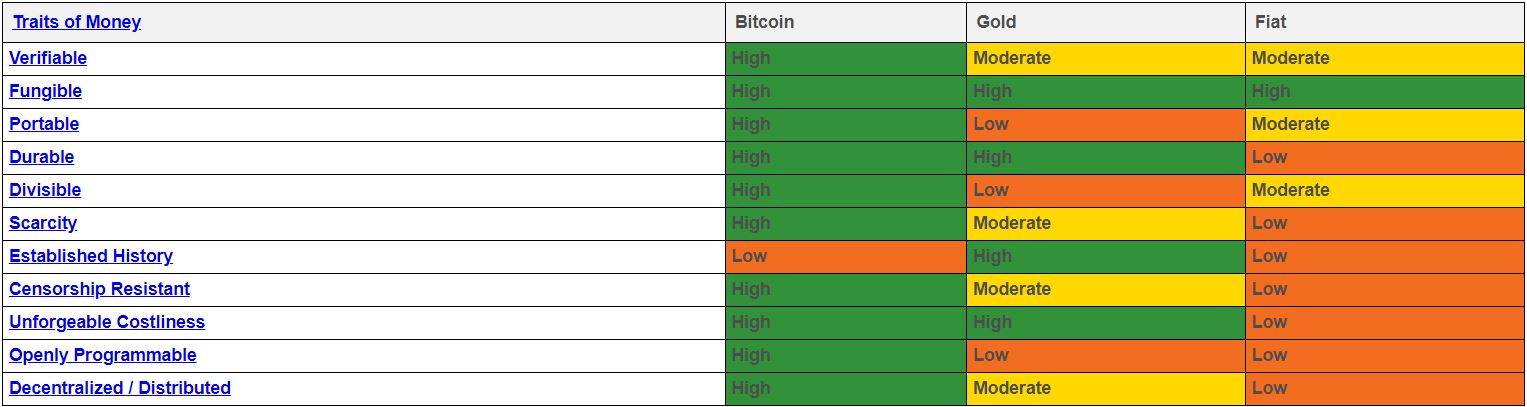 Traits of Money Bitcoin Gold Fiat
Verifiable High Moderate Moderate
Fungible High High High
Portable High Low Moderate
Durable High High Low
Divisible High Low Moderate
Scarcity High Moderate Low
Established History Low High Low
Censorship Resistant High Moderate Low
Unforgeable Costliness High High Low
Openly Programmable High Low Low
Decentralized / Distributed High Moderate Low